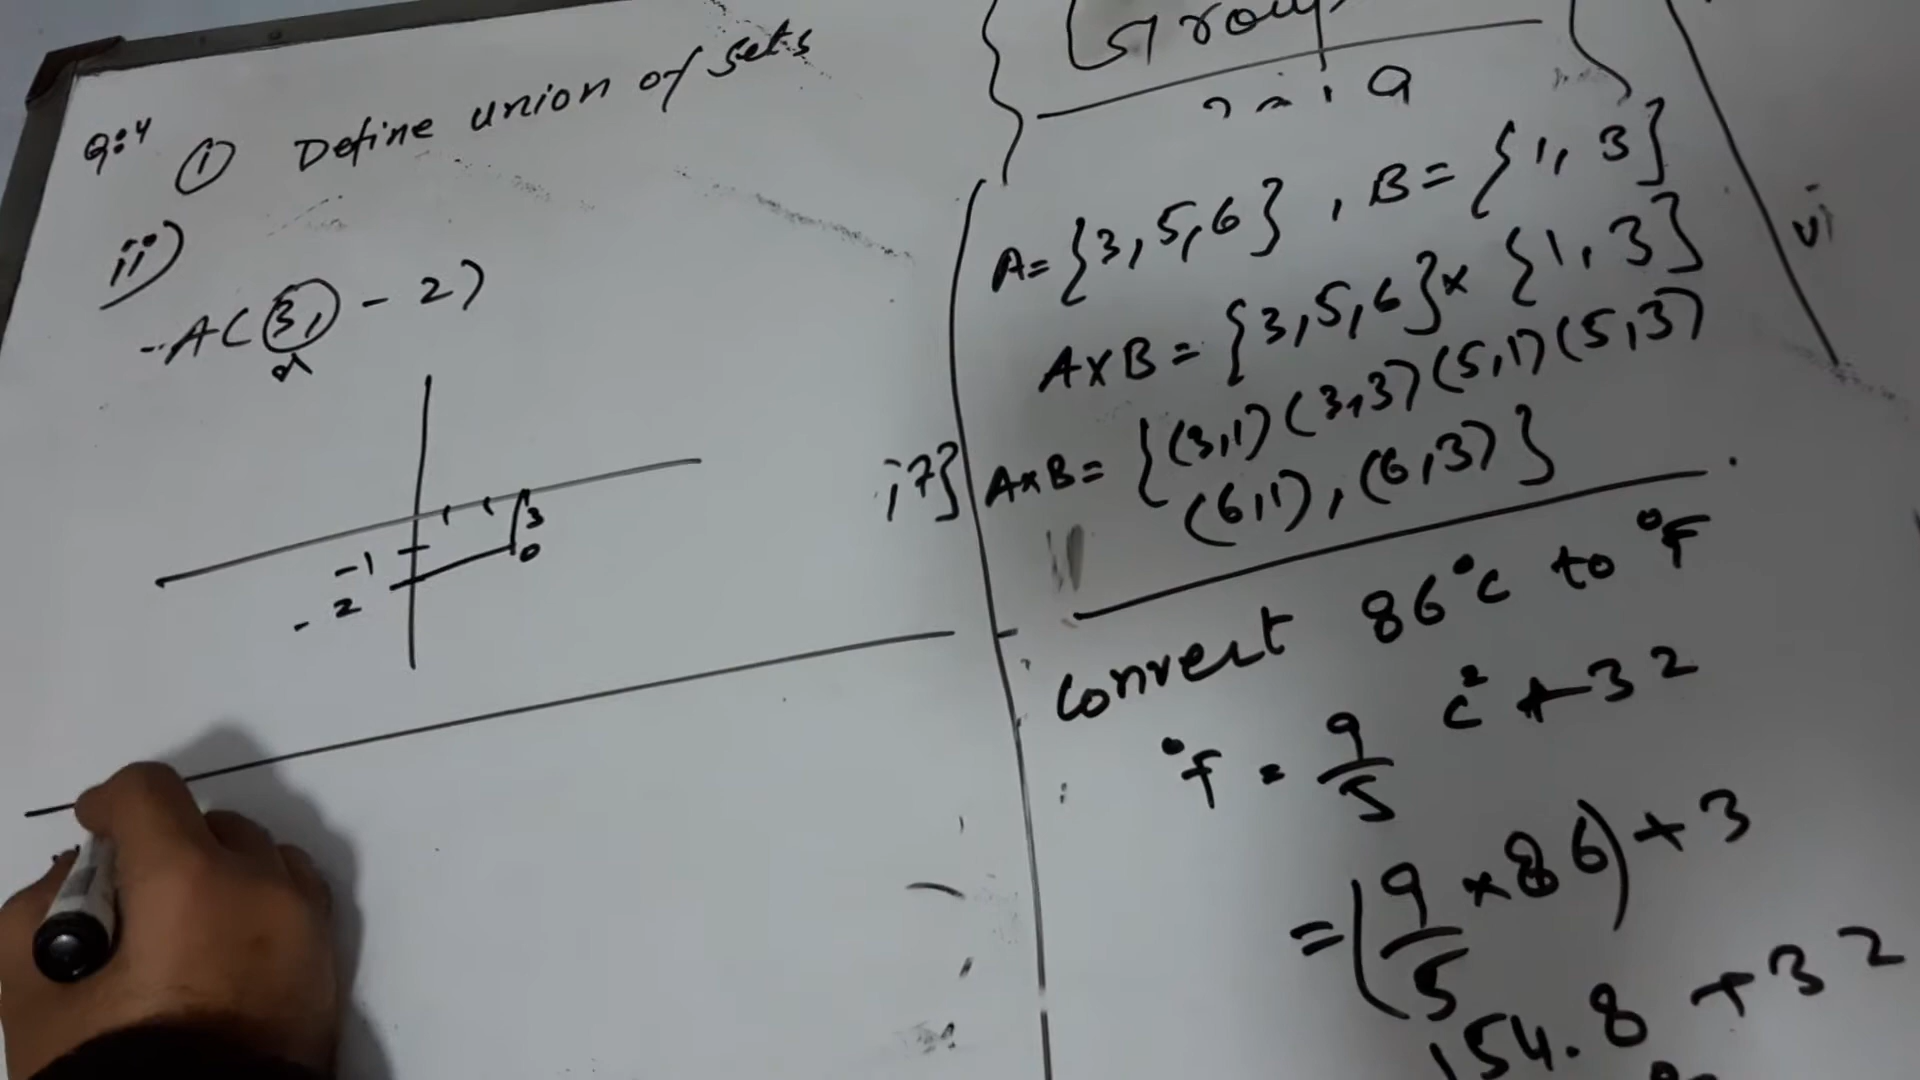 Q:4 (i) Define union of sets
ii)
A(3, - 2)
3
-1
- 2
A = {3, 5, 6} , B = {1, 3}
A×B = {3, 5, 6} × {1, 3}
A×B = {(3,1) (3,3) (5,1) (5,3)
(6,1), (6,3)}
Convert 86°C to °F
°F = 9/5 c° + 32
= (9/5 × 86) + 3
154.8 + 32
vi